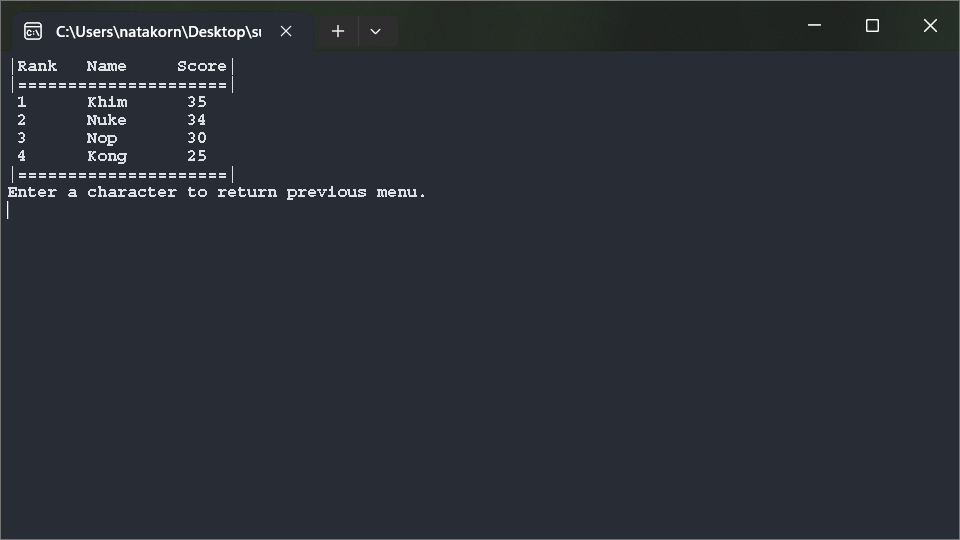 C:\Users\natakorn\Desktop\su
|Rank   Name     Score|
|=====================|
 1      Khim      35
 2      Nuke      34
 3      Nop       30
 4      Kong      25
|=====================|
Enter a character to return previous menu.